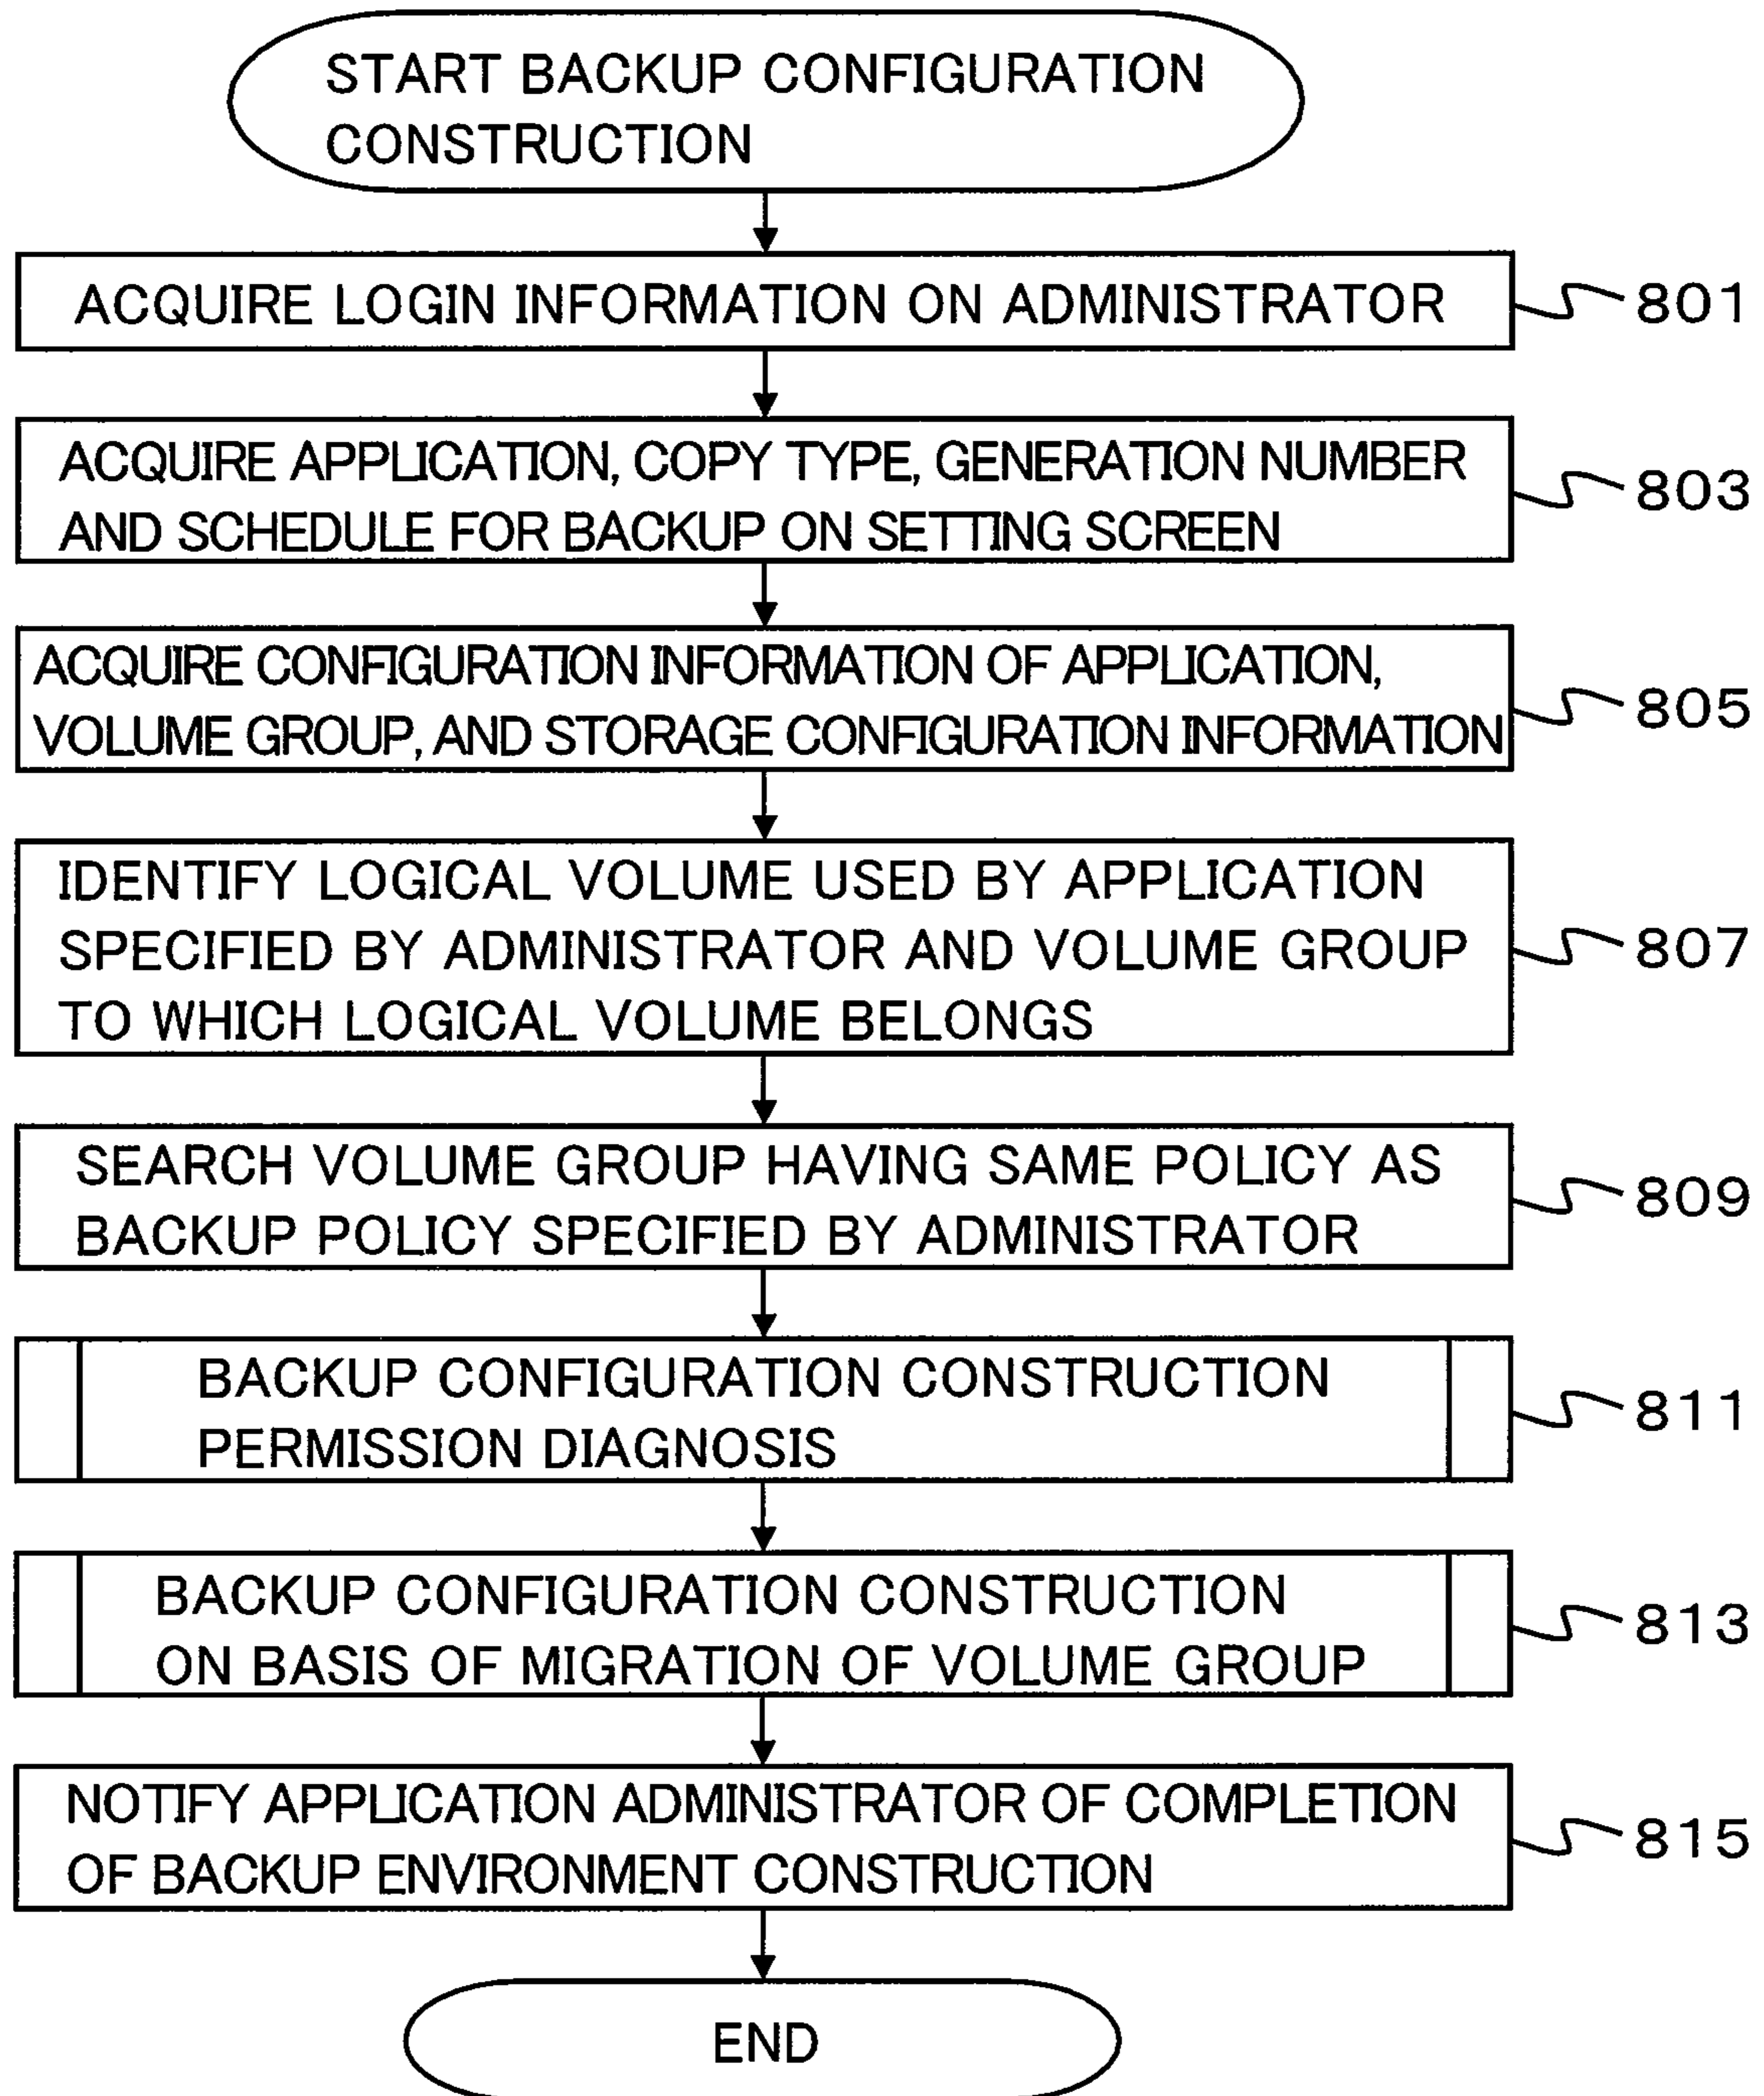 START BACKUP CONFIGURATION
CONSTRUCTION
ACQUIRE LOGIN INFORMATION ON ADMINISTRATOR
801
ACQUIRE APPLICATION, COPY TYPE, GENERATION NUMBER
AND SCHEDULE FOR BACKUP ON SETTING SCREEN
803
ACQUIRE CONFIGURATION INFORMATION OF APPLICATION,
VOLUME GROUP, AND STORAGE CONFIGURATION INFORMATION
805
IDENTIFY LOGICAL VOLUME USED BY APPLICATION
SPECIFIED BY ADMINISTRATOR AND VOLUME GROUP
TO WHICH LOGICAL VOLUME BELONGS
807
SEARCH VOLUME GROUP HAVING SAME POLICY AS
BACKUP POLICY SPECIFIED BY ADMINISTRATOR
809
BACKUP CONFIGURATION CONSTRUCTION
PERMISSION DIAGNOSIS
811
BACKUP CONFIGURATION CONSTRUCTION
ON BASIS OF MIGRATION OF VOLUME GROUP
813
NOTIFY APPLICATION ADMINISTRATOR OF COMPLETION
OF BACKUP ENVIRONMENT CONSTRUCTION
815
END